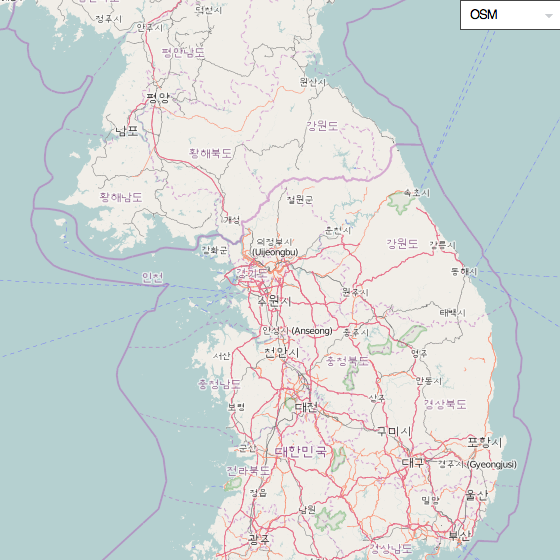 덕천시
OSM
정주시
안주시
평안남도
원산시
평양
강원도
남포
황해북도
황해남도
속초시
철원군
개성
춘천시
강화군
의정부시
(Uijeongbu)
강원도
강릉시
경기도
동해시
인천
원주시
수원시
태백시
안성시 (Anseong)
충주시
천안시
영주
서산
충청북도
안동시
충청남도
상주
경상북도
보령
대전
구미시
포항시
군산
대한민국
대구
경주시 (Gyeongjusi)
전라북도
정읍
밀양
울산
남원
광주
부산
경상남도